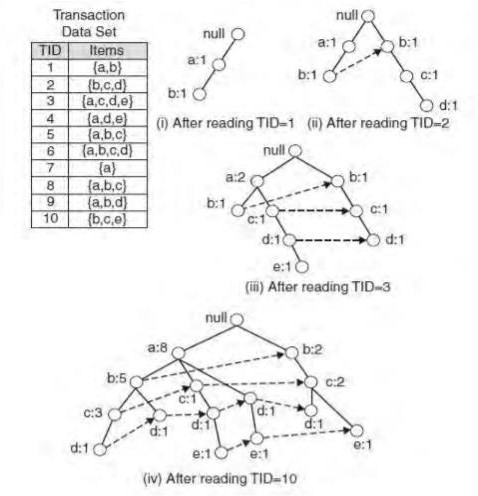 Transaction
Data Set
TID Items
1 {a,b}
2 {b,c,d}
3 {a,c,d,e}
4 {a,d,e}
5 {a,b,c}
6 {a,b,c,d}
7 {a}
8 {a,b,c}
9 {a,b,d}
10 {b,c,e}
null
a:1
b:1
(i) After reading TID=1
null
a:1 b:1
b:1 c:1
d:1
(ii) After reading TID=2
null
a:2 b:1
b:1 c:1 c:1
d:1 d:1
e:1
(iii) After reading TID=3
null
a:8 b:2
b:5 c:1 c:2
c:3 d:1 d:1 d:1 d:1
d:1 e:1 e:1 e:1
(iv) After reading TID=10